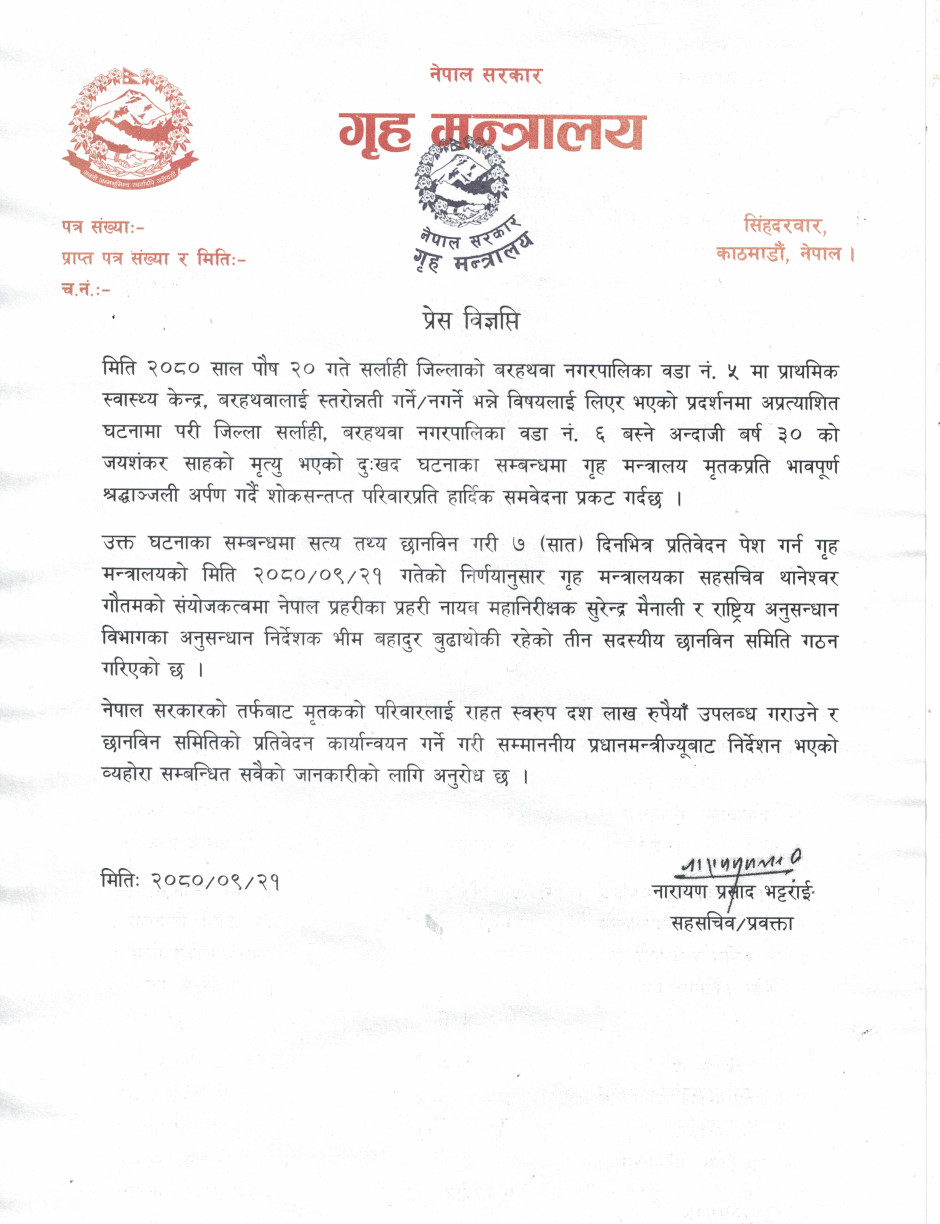 नेपाल सरकार
गृह मन्त्रालय
नेपाल सरकार
गृह मन्त्रालय
पत्र संख्याः-
प्राप्त पत्र संख्या र मितिः-
च.नं.ः-
सिंहदरवार,
काठमाडौं, नेपाल ।
प्रेस विज्ञप्ति
मिति २०८० साल पौष २० गते सर्लाही जिल्लाको बरहथवा नगरपालिका वडा नं. ५ मा प्राथमिक
स्वास्थ्य केन्द्र, बरहथवालाई स्तरोन्नती गर्ने/नगर्ने भन्ने विषयलाई लिएर भएको प्रदर्शनमा अप्रत्याशित
घटनामा परी जिल्ला सर्लाही, बरहथवा नगरपालिका वडा नं. ६ बस्ने अन्दाजी बर्ष ३० को
जयशंकर साहको मृत्यु भएको दुःखद घटनाका सम्बन्धमा गृह मन्त्रालय मृतकप्रति भावपूर्ण
श्रद्धाञ्जली अर्पण गर्दै शोकसन्तप्त परिवारप्रति हार्दिक समवेदना प्रकट गर्दछ ।
उक्त घटनाका सम्बन्धमा सत्य तथ्य छानविन गरी ७ (सात) दिनभित्र प्रतिवेदन पेश गर्न गृह
मन्त्रालयको मिति २०८०/०९/२१ गतेको निर्णयानुसार गृह मन्त्रालयका सहसचिव थानेश्वर
गौतमको संयोजकत्वमा नेपाल प्रहरीका प्रहरी नायव महानिरीक्षक सुरेन्द्र मैनाली र राष्ट्रिय अनुसन्धान
विभागका अनुसन्धान निर्देशक भीम बहादुर बुढाथोकी रहेको तीन सदस्यीय छानविन समिति गठन
गरिएको छ ।
नेपाल सरकारको तर्फबाट मृतकको परिवारलाई राहत स्वरुप दश लाख रुपैयाँ उपलब्ध गराउने र
छानविन समितिको प्रतिवेदन कार्यान्वयन गर्ने गरी सम्माननीय प्रधानमन्त्रीज्यूबाट निर्देशन भएको
व्यहोरा सम्बन्धित सवैको जानकारीको लागि अनुरोध छ ।
मितिः २०८०/०९/२१
नारायण प्रसाद भट्टराई
सहसचिव/प्रवक्ता